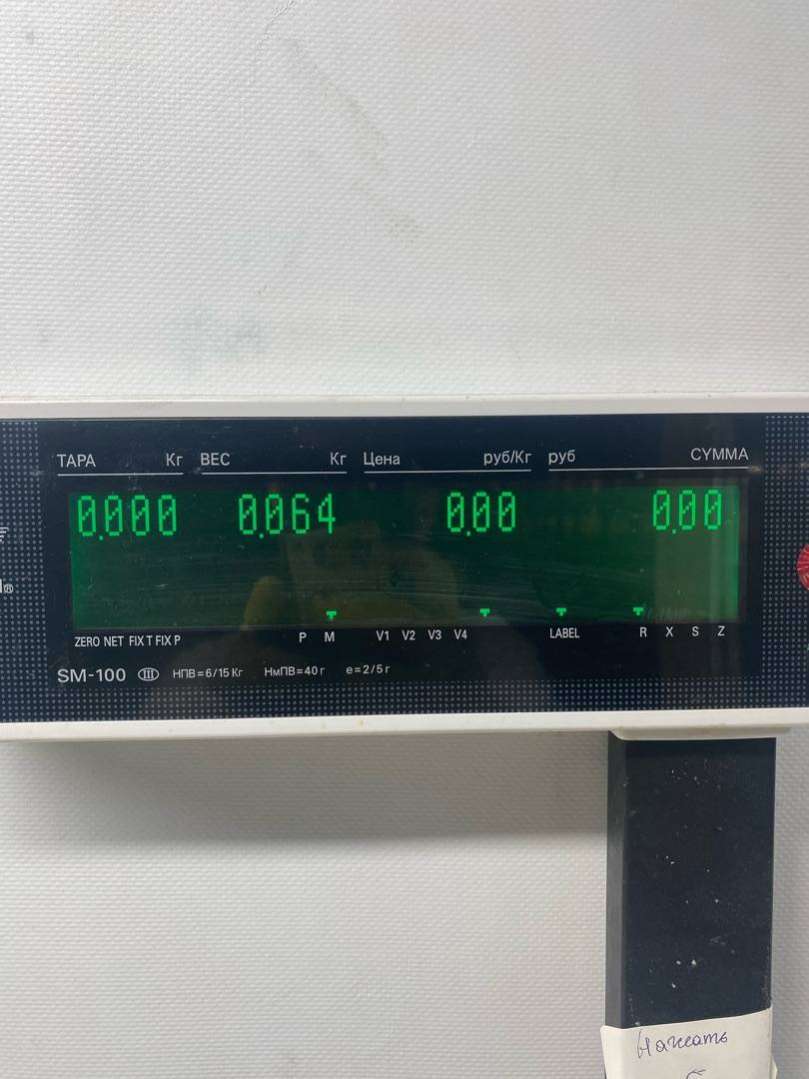 ТАРА Кг ВЕС Кг Цена руб/Кг руб СУММА
0.000 0.064 0.00 0.00
ZERO NET FIX T FIX P P M V1 V2 V3 V4 LABEL R X S Z
SM-100 III НПВ=6/15 Кг НмПВ=40 г e=2/5 г
Нажать